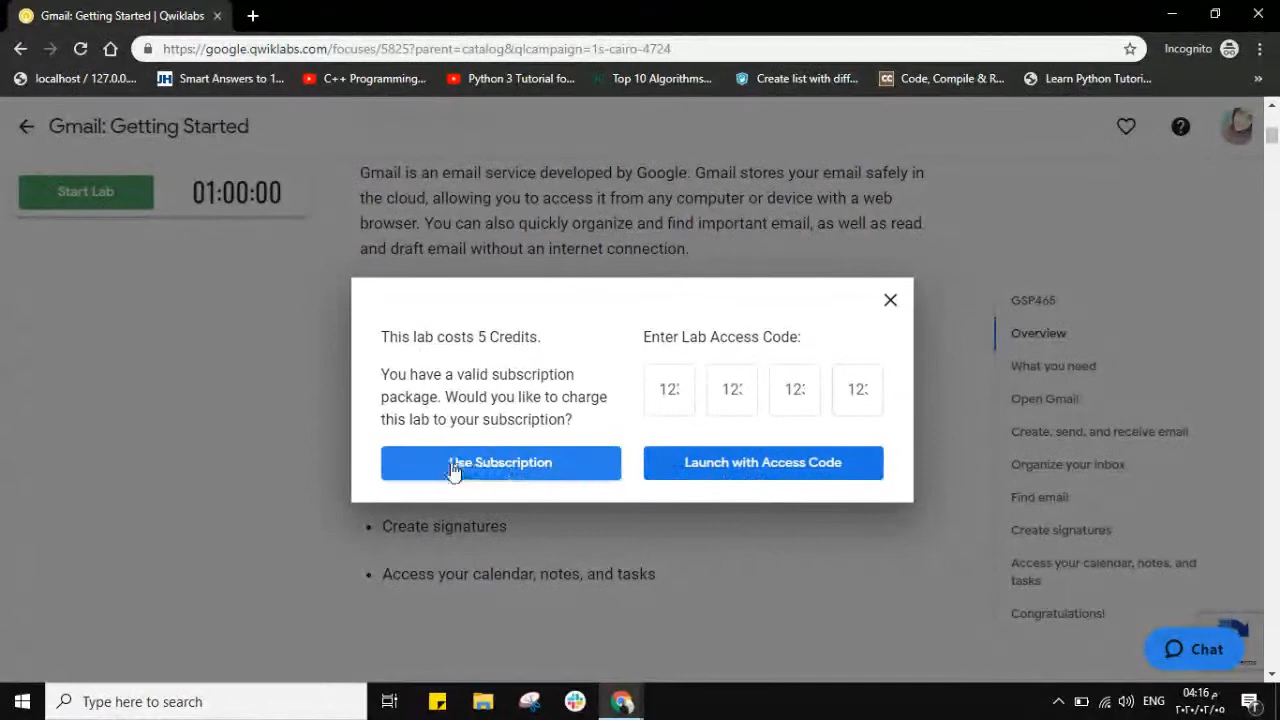 Gmail: Getting Started | Qwiklabs
https://google.qwiklabs.com/focuses/5825?parent=catalog&qlcampaign=1s-cairo-4724
Incognito
localhost / 127.0.0....
JH Smart Answers to 1...
C++ Programming...
Python 3 Tutorial fo...
Top 10 Algorithms...
Create list with diff...
CC Code, Compile & R...
Learn Python Tutori...
»
Gmail: Getting Started
Start Lab
01:00:00
Gmail is an email service developed by Google. Gmail stores your email safely in
the cloud, allowing you to access it from any computer or device with a web
browser. You can also quickly organize and find important email, as well as read
and draft email without an internet connection.
This lab costs 5 Credits.
You have a valid subscription
package. Would you like to charge
this lab to your subscription?
Use Subscription
Enter Lab Access Code:
123 123 123 123
Launch with Access Code
• Create signatures
• Access your calendar, notes, and tasks
GSP465
Overview
What you need
Open Gmail
Create, send, and receive email
Organize your inbox
Find email
Create signatures
Access your calendar, notes, and
tasks
Congratulations!
Chat
Type here to search
ENG
04:16 م